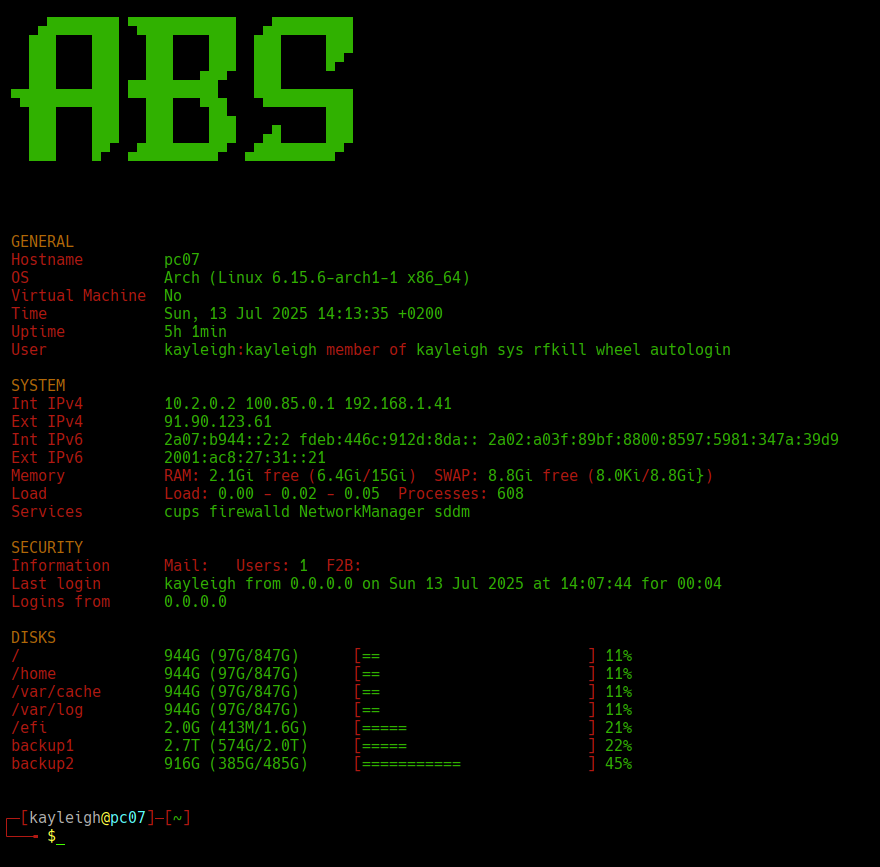 ABS
GENERAL
Hostname pc07
OS Arch (Linux 6.15.6-arch1-1 x86_64)
Virtual Machine No
Time Sun, 13 Jul 2025 14:13:35 +0200
Uptime 5h 1min
User kayleigh:kayleigh member of kayleigh sys rfkill wheel autologin
SYSTEM
Int IPv4 10.2.0.2 100.85.0.1 192.168.1.41
Ext IPv4 91.90.123.61
Int IPv6 2a07:b944::2:2 fdeb:446c:912d:8da:: 2a02:a03f:89bf:8800:8597:5981:347a:39d9
Ext IPv6 2001:ac8:27:31::21
Memory RAM: 2.1Gi free (6.4Gi/15Gi) SWAP: 8.8Gi free (8.0Ki/8.8Gi})
Load Load: 0.00 - 0.02 - 0.05 Processes: 608
Services cups firewalld NetworkManager sddm
SECURITY
Information Mail: Users: 1 F2B:
Last login kayleigh from 0.0.0.0 on Sun 13 Jul 2025 at 14:07:44 for 00:04
Logins from 0.0.0.0
DISKS
/ 944G (97G/847G) [== ] 11%
/home 944G (97G/847G) [== ] 11%
/var/cache 944G (97G/847G) [== ] 11%
/var/log 944G (97G/847G) [== ] 11%
/efi 2.0G (413M/1.6G) [===== ] 21%
backup1 2.7T (574G/2.0T) [===== ] 22%
backup2 916G (385G/485G) [=========== ] 45%
┌─[kayleigh@pc07]─[~]
└──╼ $_